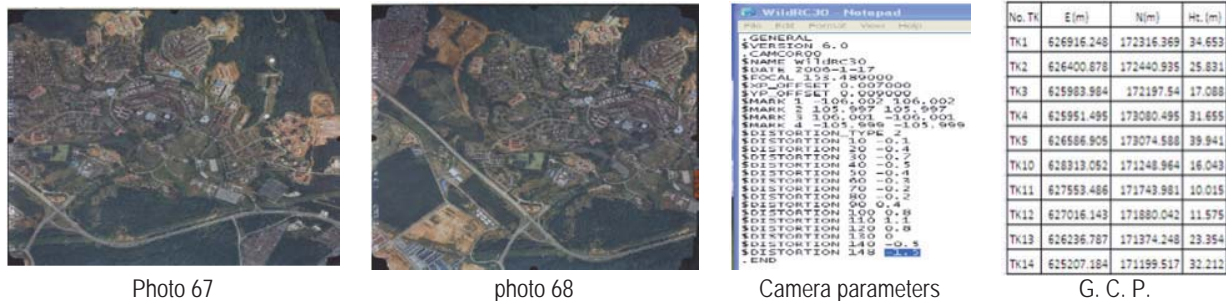 Photo 67
photo 68
WildRC30 - Notepad
File Edit Format View Help
.GENERAL
$VERSION 6.0
.CAMCOR00
$NAME WildRC30
$DATE 2006-1-17
$FOCAL 153.489000
$XP_OFFSET 0.007000
$YP_OFFSET 0.009000
$MARK 1 -106.002 106.002
$MARK 2 105.997 105.997
$MARK 3 106.001 -106.001
$MARK 4 -105.999 -105.999
$DISTORTION_TYPE 2
$DISTORTION 10 -0.1
$DISTORTION 20 -0.4
$DISTORTION 30 -0.7
$DISTORTION 40 -0.5
$DISTORTION 50 -0.4
$DISTORTION 60 -0.3
$DISTORTION 70 -0.2
$DISTORTION 80 -0.2
$DISTORTION 90 0.4
$DISTORTION 100 0.8
$DISTORTION 110 1.1
$DISTORTION 120 0.8
$DISTORTION 130 0
$DISTORTION 140 -0.5
$DISTORTION 148 -1.5
.END
Camera parameters
No. TK E(m) N(m) Ht. (m)
TK1 626916.248 172316.369 34.653
TK2 626400.878 172440.935 25.831
TK3 625983.984 172197.54 17.088
TK4 625951.495 173080.495 31.655
TK5 626586.905 173074.588 39.941
TK10 628313.052 171248.964 16.043
TK11 627553.486 171743.981 10.015
TK12 627016.143 171880.042 11.575
TK13 626236.787 171374.248 23.354
TK14 625207.184 171199.517 32.212
G. C. P.